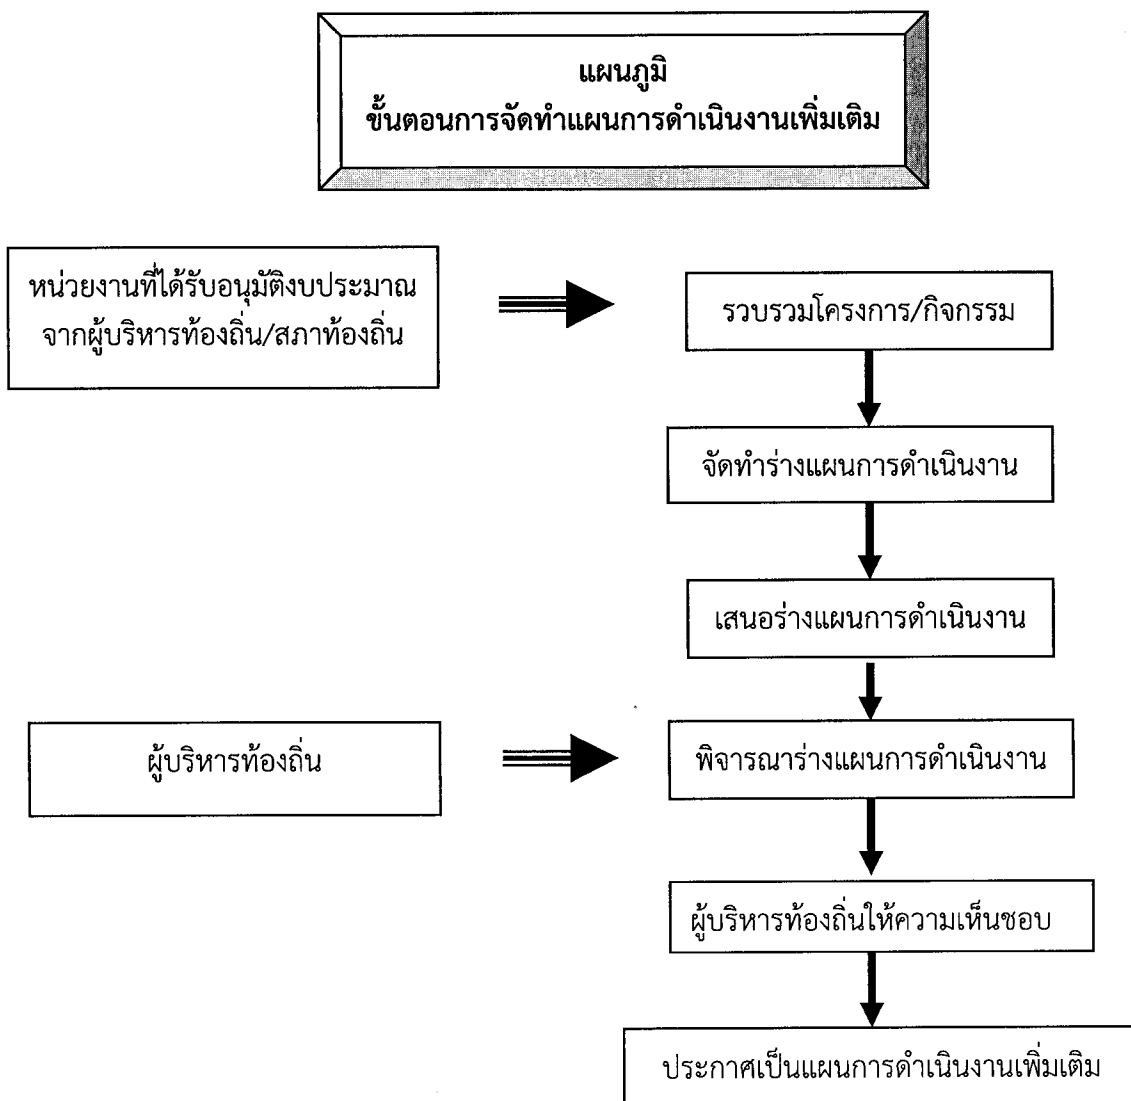 แผนภูมิ
ขั้นตอนการจัดทำแผนการดำเนินงานเพิ่มเติม
หน่วยงานที่ได้รับอนุมัติงบประมาณ
จากผู้บริหารท้องถิ่น/สภาท้องถิ่น
รวบรวมโครงการ/กิจกรรม
จัดทำร่างแผนการดำเนินงาน
เสนอร่างแผนการดำเนินงาน
ผู้บริหารท้องถิ่น
พิจารณาร่างแผนการดำเนินงาน
ผู้บริหารท้องถิ่นให้ความเห็นชอบ
ประกาศเป็นแผนการดำเนินงานเพิ่มเติม